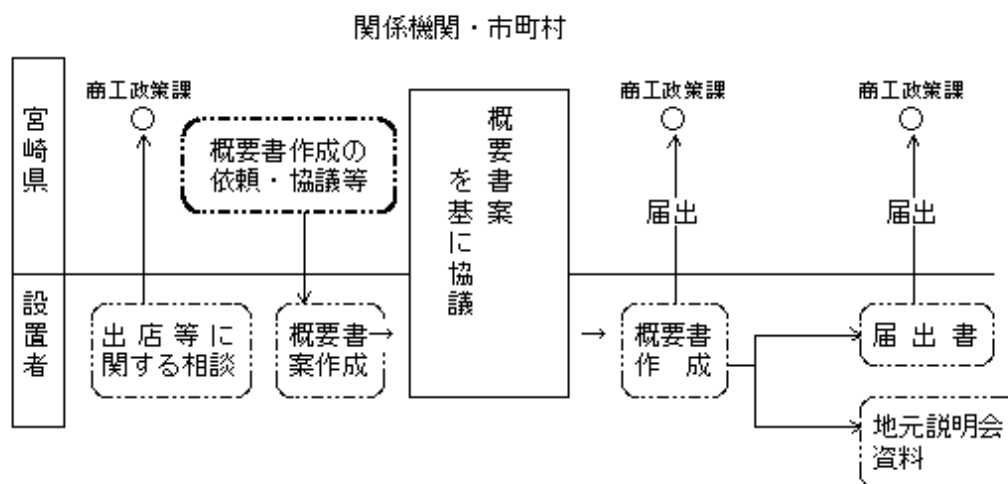 関係機関・市町村
宮崎県
商工政策課
概要書作成の
依頼・協議等
概要書案
を基に協議
商工政策課
届出
商工政策課
届出
設置者
出店等に
関する相談
概要書
案作成
概要書
作成
届出書
地元説明会
資料